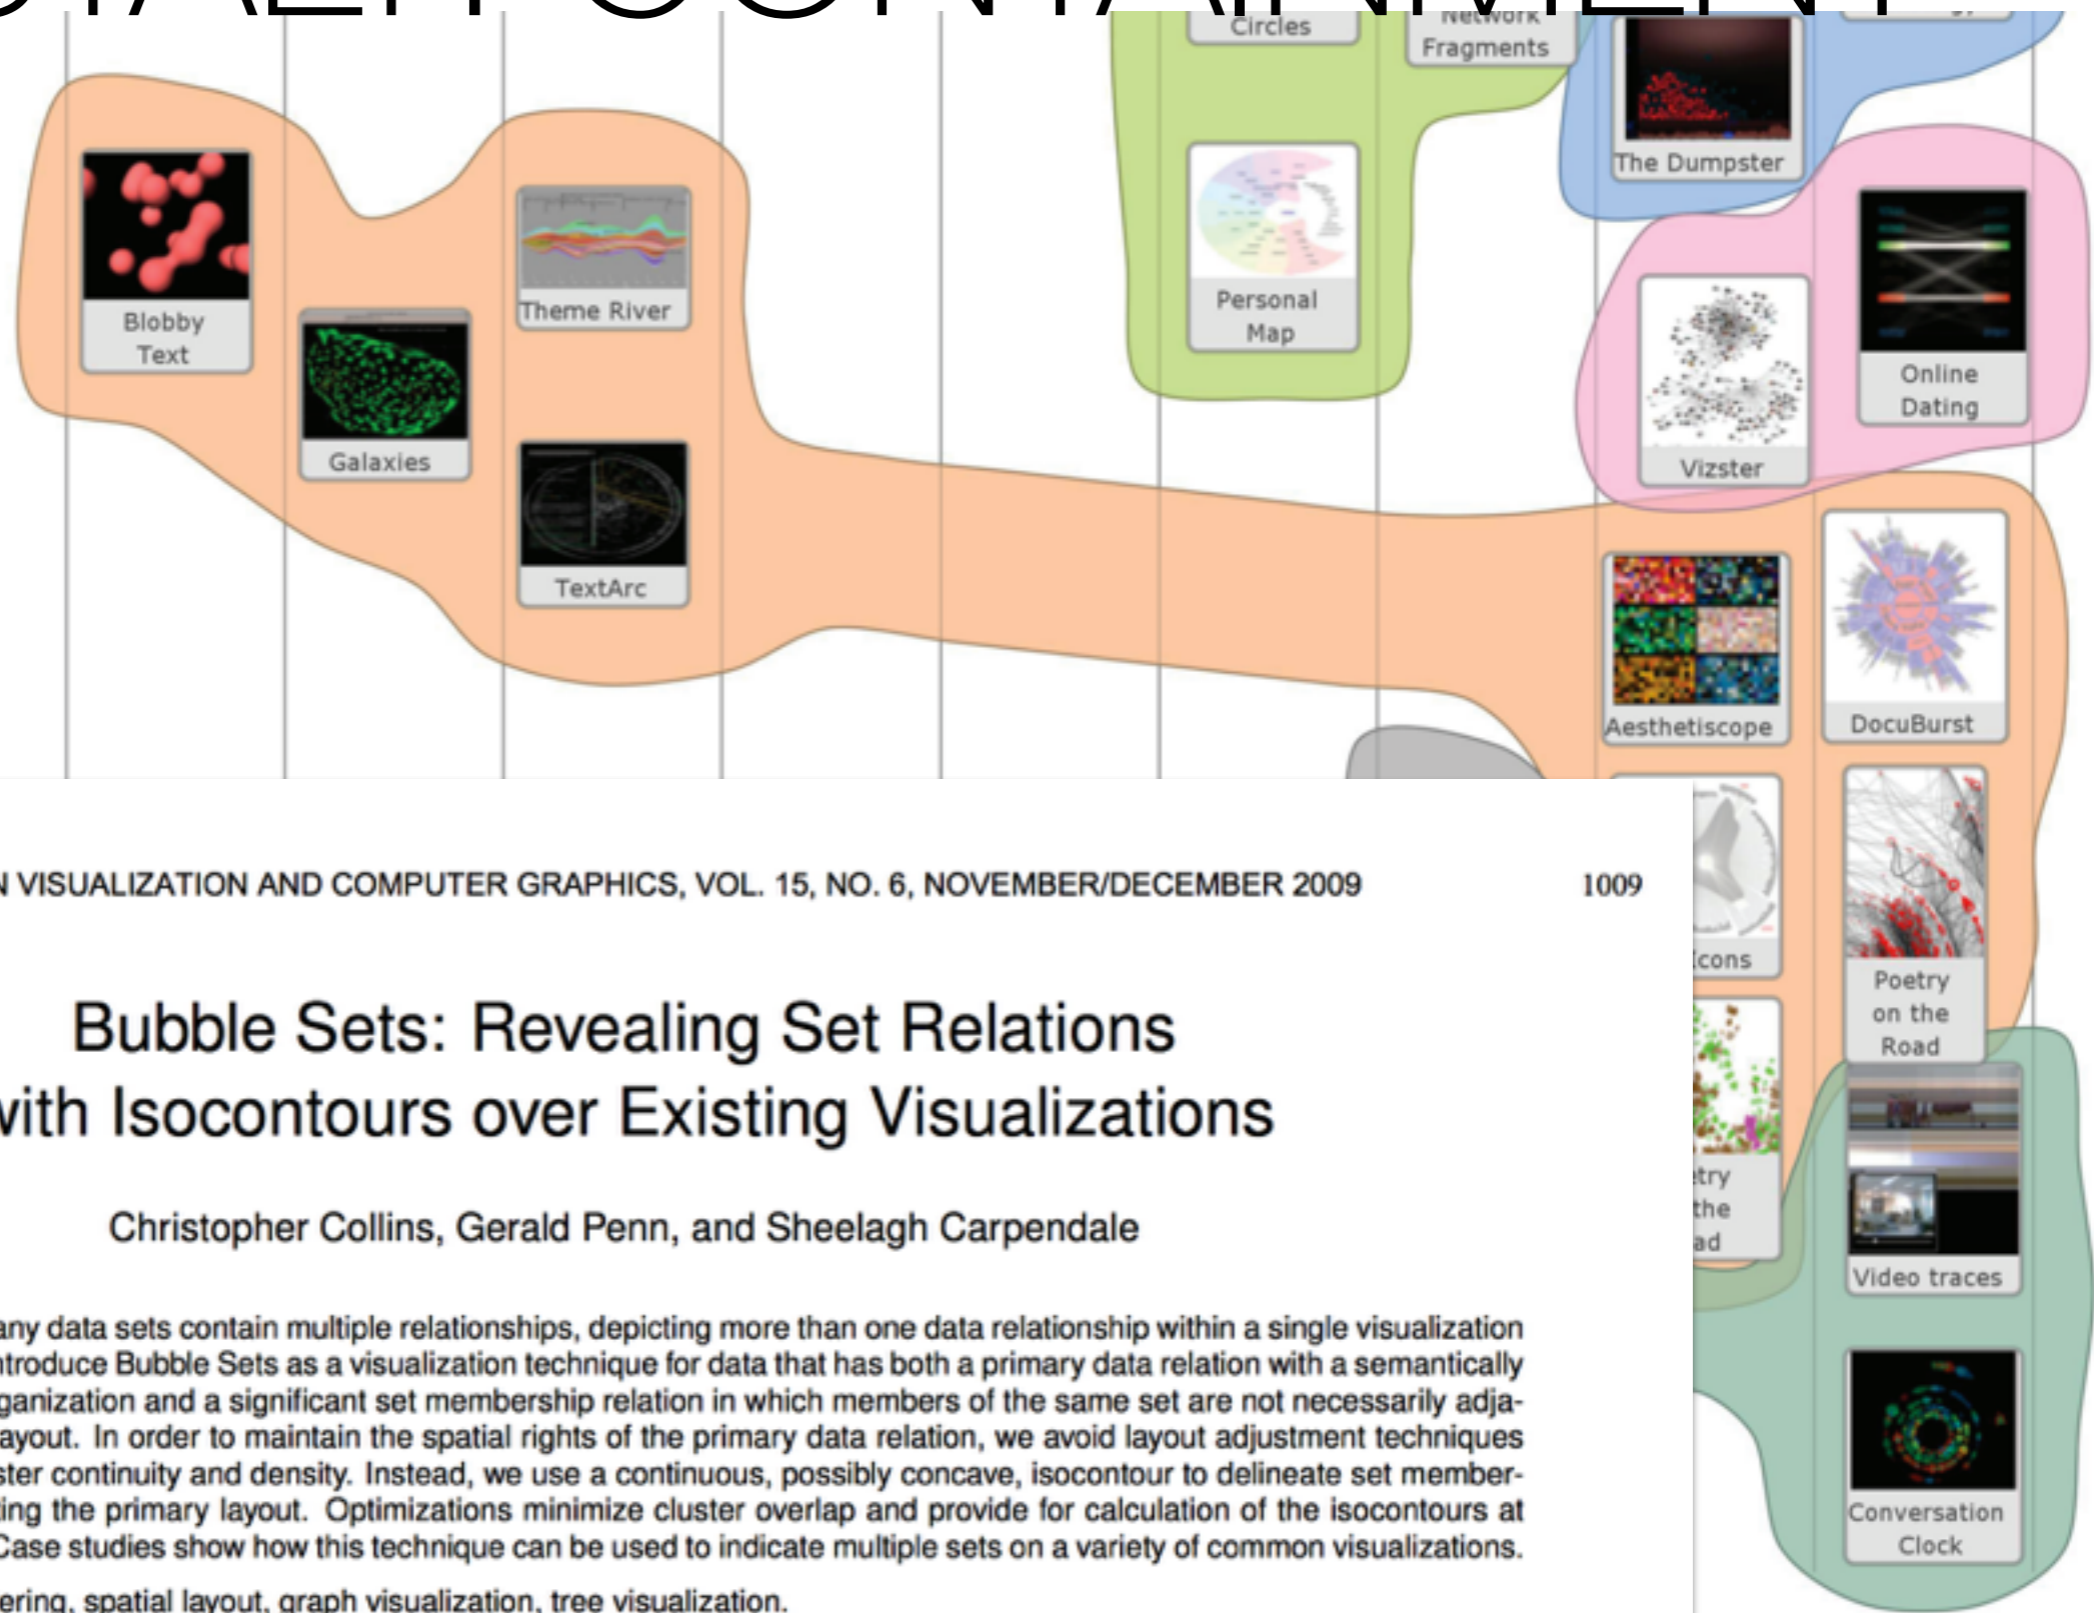 CONTAINMENT
Circles
Network
Fragments
The Dumpster
Blobby
Text
Theme River
Galaxies
TextArc
Personal
Map
Online
Dating
Vizster
Aesthetiscope
DocuBurst
Icons
Poetry
on the
Road
etry
the
ad
Video traces
Conversation
Clock
N VISUALIZATION AND COMPUTER GRAPHICS, VOL. 15, NO. 6, NOVEMBER/DECEMBER 2009 1009
Bubble Sets: Revealing Set Relations
with Isocontours over Existing Visualizations
Christopher Collins, Gerald Penn, and Sheelagh Carpendale
any data sets contain multiple relationships, depicting more than one data relationship within a single visualization
ntroduce Bubble Sets as a visualization technique for data that has both a primary data relation with a semantically
ganization and a significant set membership relation in which members of the same set are not necessarily adja-
ayout. In order to maintain the spatial rights of the primary data relation, we avoid layout adjustment techniques
ster continuity and density. Instead, we use a continuous, possibly concave, isocontour to delineate set member-
ting the primary layout. Optimizations minimize cluster overlap and provide for calculation of the isocontours at
Case studies show how this technique can be used to indicate multiple sets on a variety of common visualizations.
ering, spatial layout, graph visualization, tree visualization.